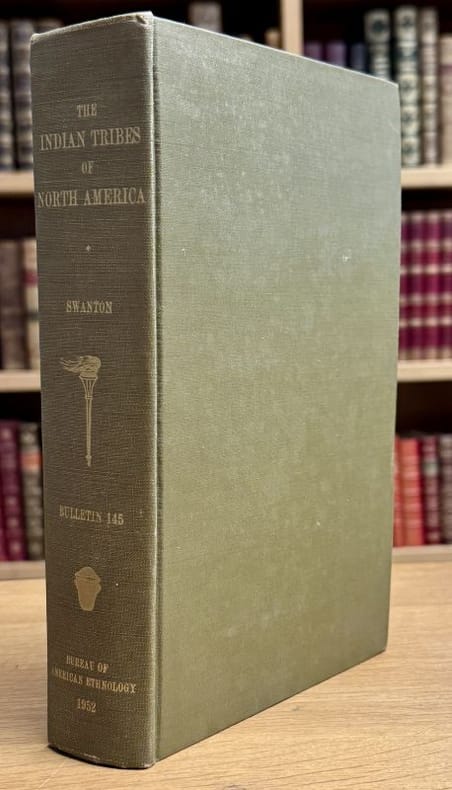 THE
INDIAN TRIBES
OF
NORTH AMERICA
SWANTON
BULLETIN 145
BUREAU OF
AMERICAN ETHNOLOGY
1952